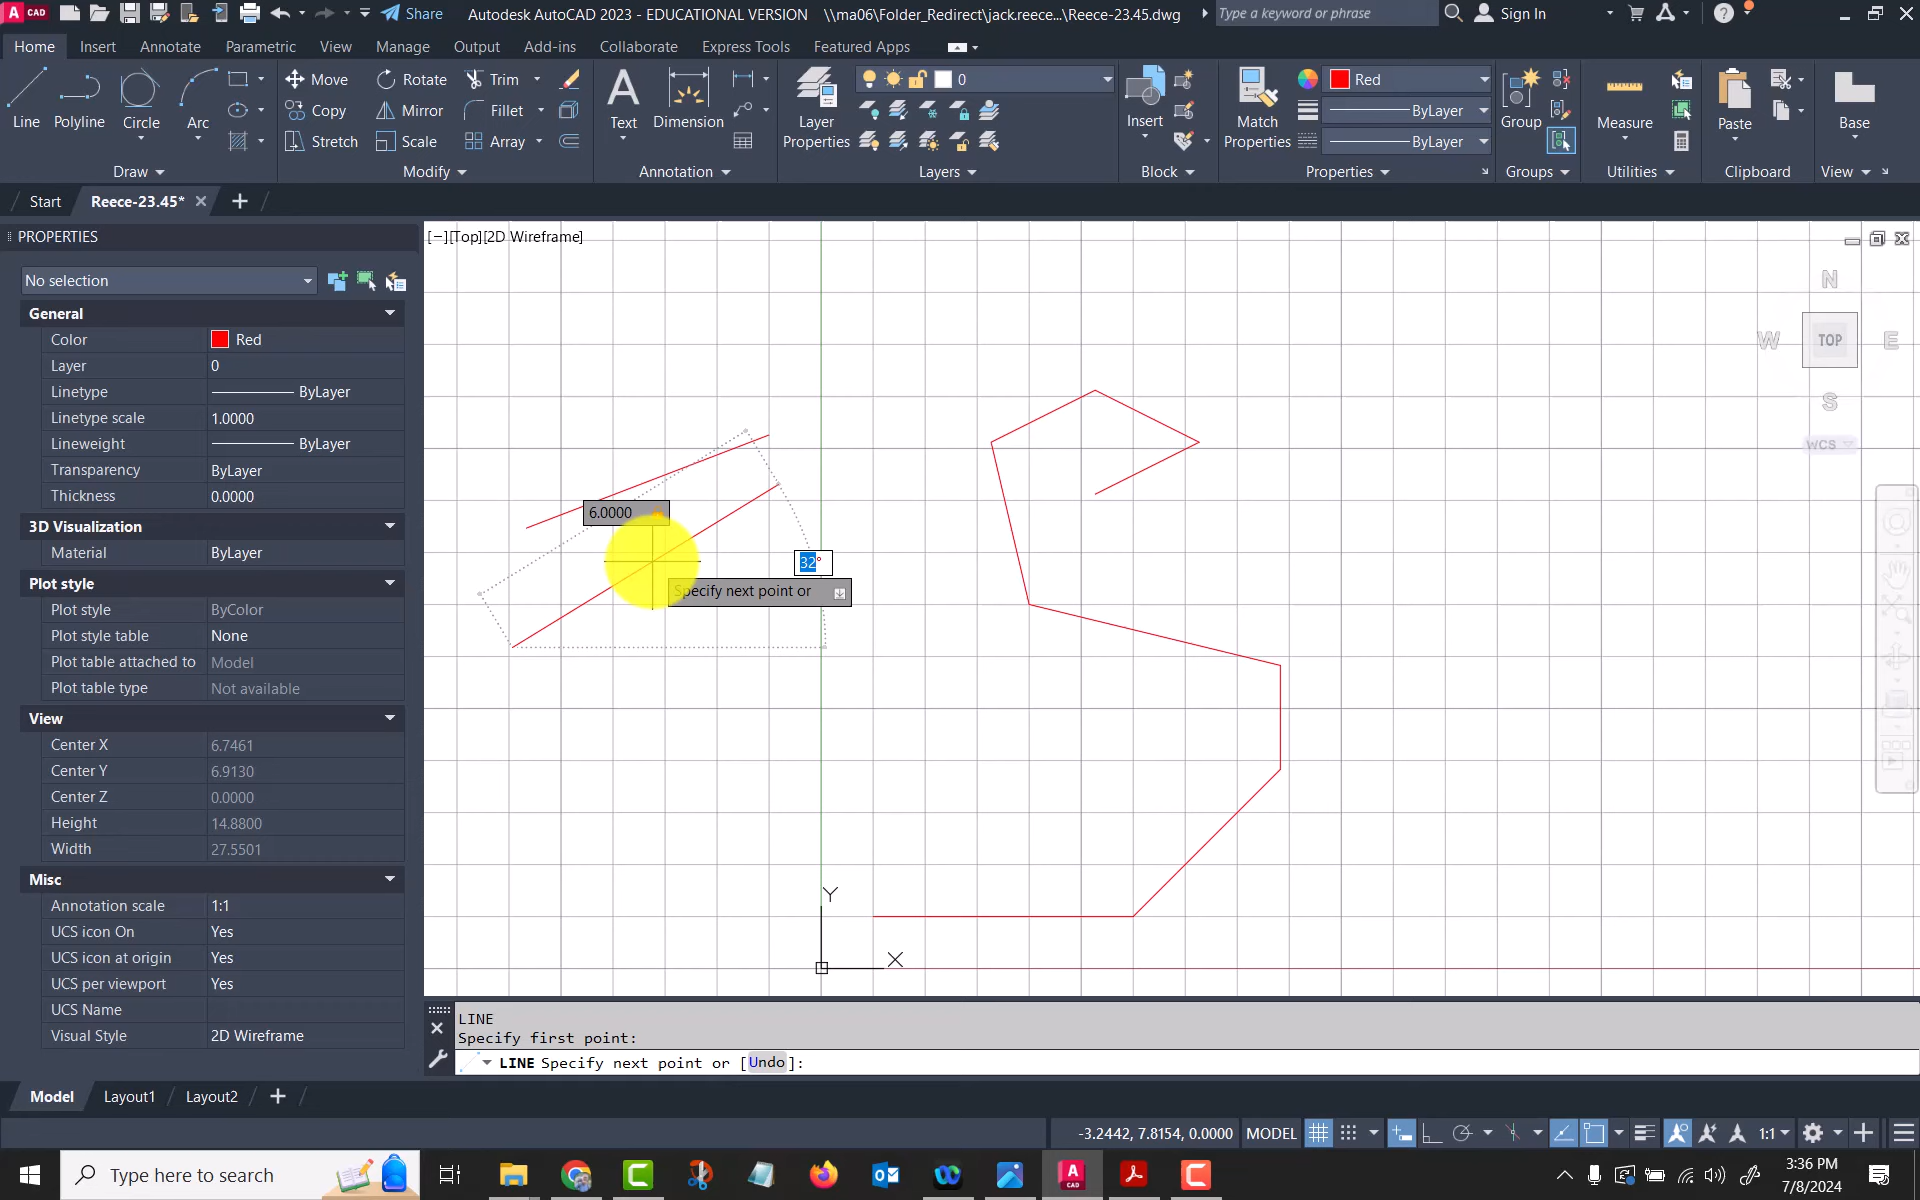 A CAD Share Autodesk AutoCAD 2023 - EDUCATIONAL VERSION \\ma06\Folder_Redirect\jack.reece...\Reece-23.45.dwg Type a keyword or phrase Sign In
Home Insert Annotate Parametric View Manage Output Add-ins Collaborate Express Tools Featured Apps
Line Polyline Circle Arc
Move Rotate Trim
Copy Mirror Fillet
Stretch Scale Array
Text Dimension
Layer Properties
0
Insert
Match Properties
Red
ByLayer
ByLayer
Group Measure Paste Base
Draw Modify Annotation Layers Block Properties Groups Utilities Clipboard View
Start Reece-23.45*
PROPERTIES
No selection
General
Color Red
Layer 0
Linetype ByLayer
Linetype scale 1.0000
Lineweight ByLayer
Transparency ByLayer
Thickness 0.0000
3D Visualization
Material ByLayer
Plot style
Plot style ByColor
Plot style table None
Plot table attached to Model
Plot table type Not available
View
Center X 6.7461
Center Y 6.9130
Center Z 0.0000
Height 14.8800
Width 27.5501
Misc
Annotation scale 1:1
UCS icon On Yes
UCS icon at origin Yes
UCS per viewport Yes
UCS Name
Visual Style 2D Wireframe
[−][Top][2D Wireframe]
N
W TOP E
S
WCS
6.0000
32°
Specify next point or
Y
X
LINE
Specify first point:
LINE Specify next point or [Undo]:
Model Layout1 Layout2
-3.2442, 7.8154, 0.0000 MODEL 1:1
Type here to search
3:36 PM
7/8/2024